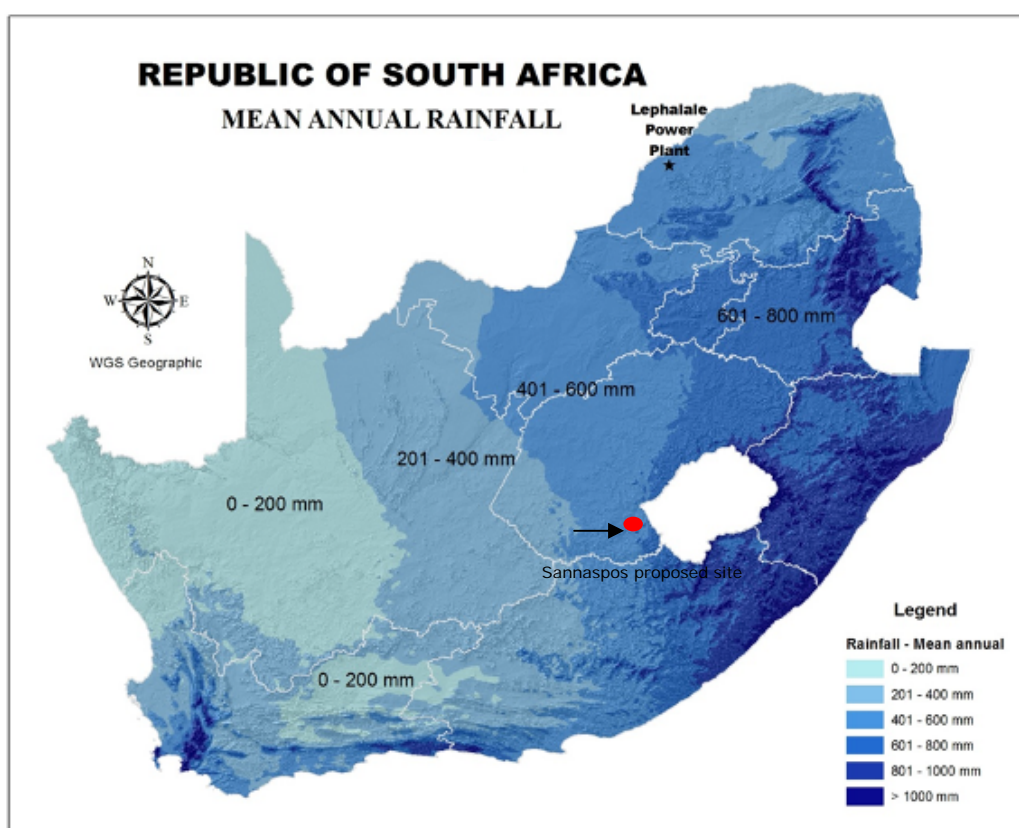 REPUBLIC OF SOUTH AFRICA
MEAN ANNUAL RAINFALL
Lephalale
Power
Plant
N
W E
S
WGS Geographic
601 - 800 mm
401 - 600 mm
201 - 400 mm
0 - 200 mm
Sannaspos proposed site
0 - 200 mm
Legend
Rainfall - Mean annual
0 - 200 mm
201 - 400 mm
401 - 600 mm
601 - 800 mm
801 - 1000 mm
> 1000 mm